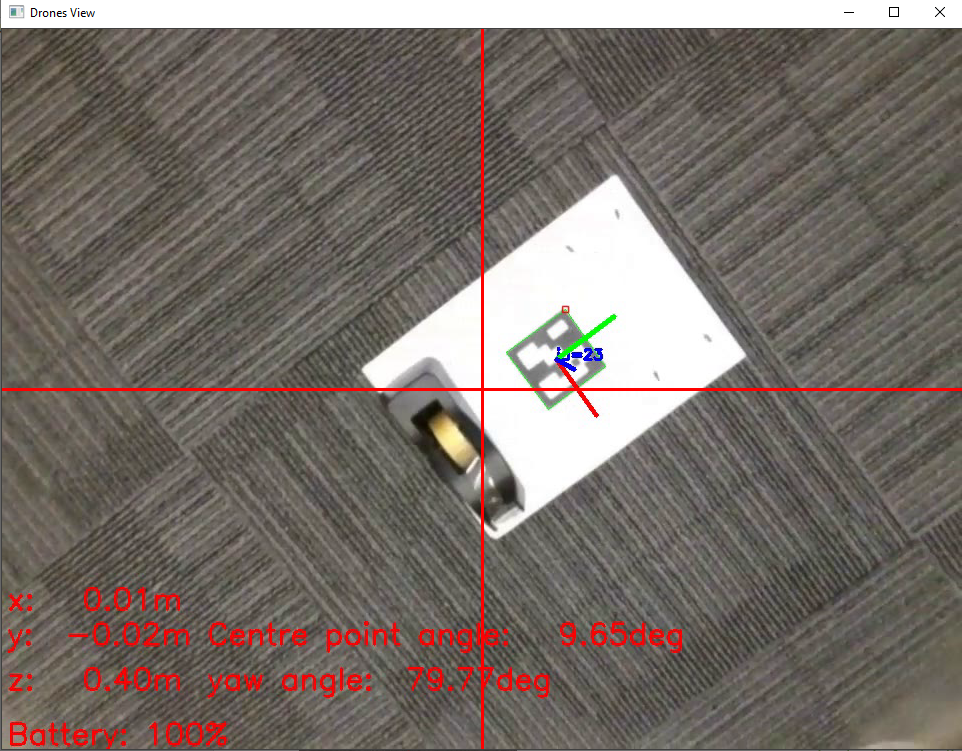 Drones View
id=23
x: 0.01m
y: -0.02m Centre point angle: 9.65deg
z: 0.40m yaw angle: 79.77deg
Battery: 100%